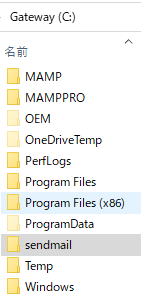 Gateway (C:)
名前
MAMP
MAMPPRO
OEM
OneDriveTemp
PerfLogs
Program Files
Program Files (x86)
ProgramData
sendmail
Temp
Windows